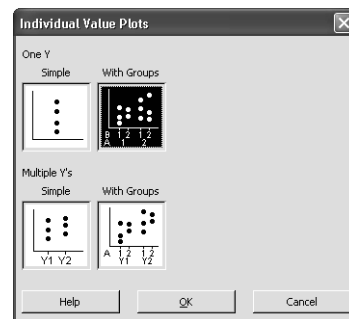 Individual Value Plots
One Y
Simple With Groups
B 1 2 1 2
A 1 2
Multiple Y's
Simple With Groups
Y1 Y2
A 1 2 1 2
Y1 Y2
Help OK Cancel